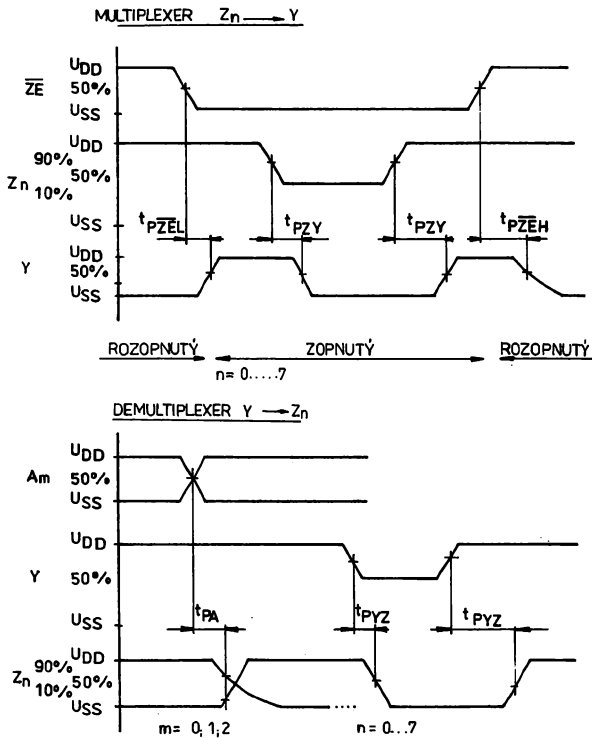 MULTIPLEXER Zn → Y
UDD
ZE 50%
USS
UDD
90%
Zn 50%
10%
USS
tPZEL
tPZY
tPZY
tPZEH
UDD
Y 50%
USS
ROZOPNUTÝ
ZOPNUTÝ
ROZOPNUTÝ
n= 0.....7
DEMULTIPLEXER Y → Zn
UDD
Am 50%
USS
UDD
Y 50%
tPA
tPYZ
tPYZ
USS
UDD
90%
Zn 50%
10%
USS
....
m = 0; 1; 2
n = 0...7